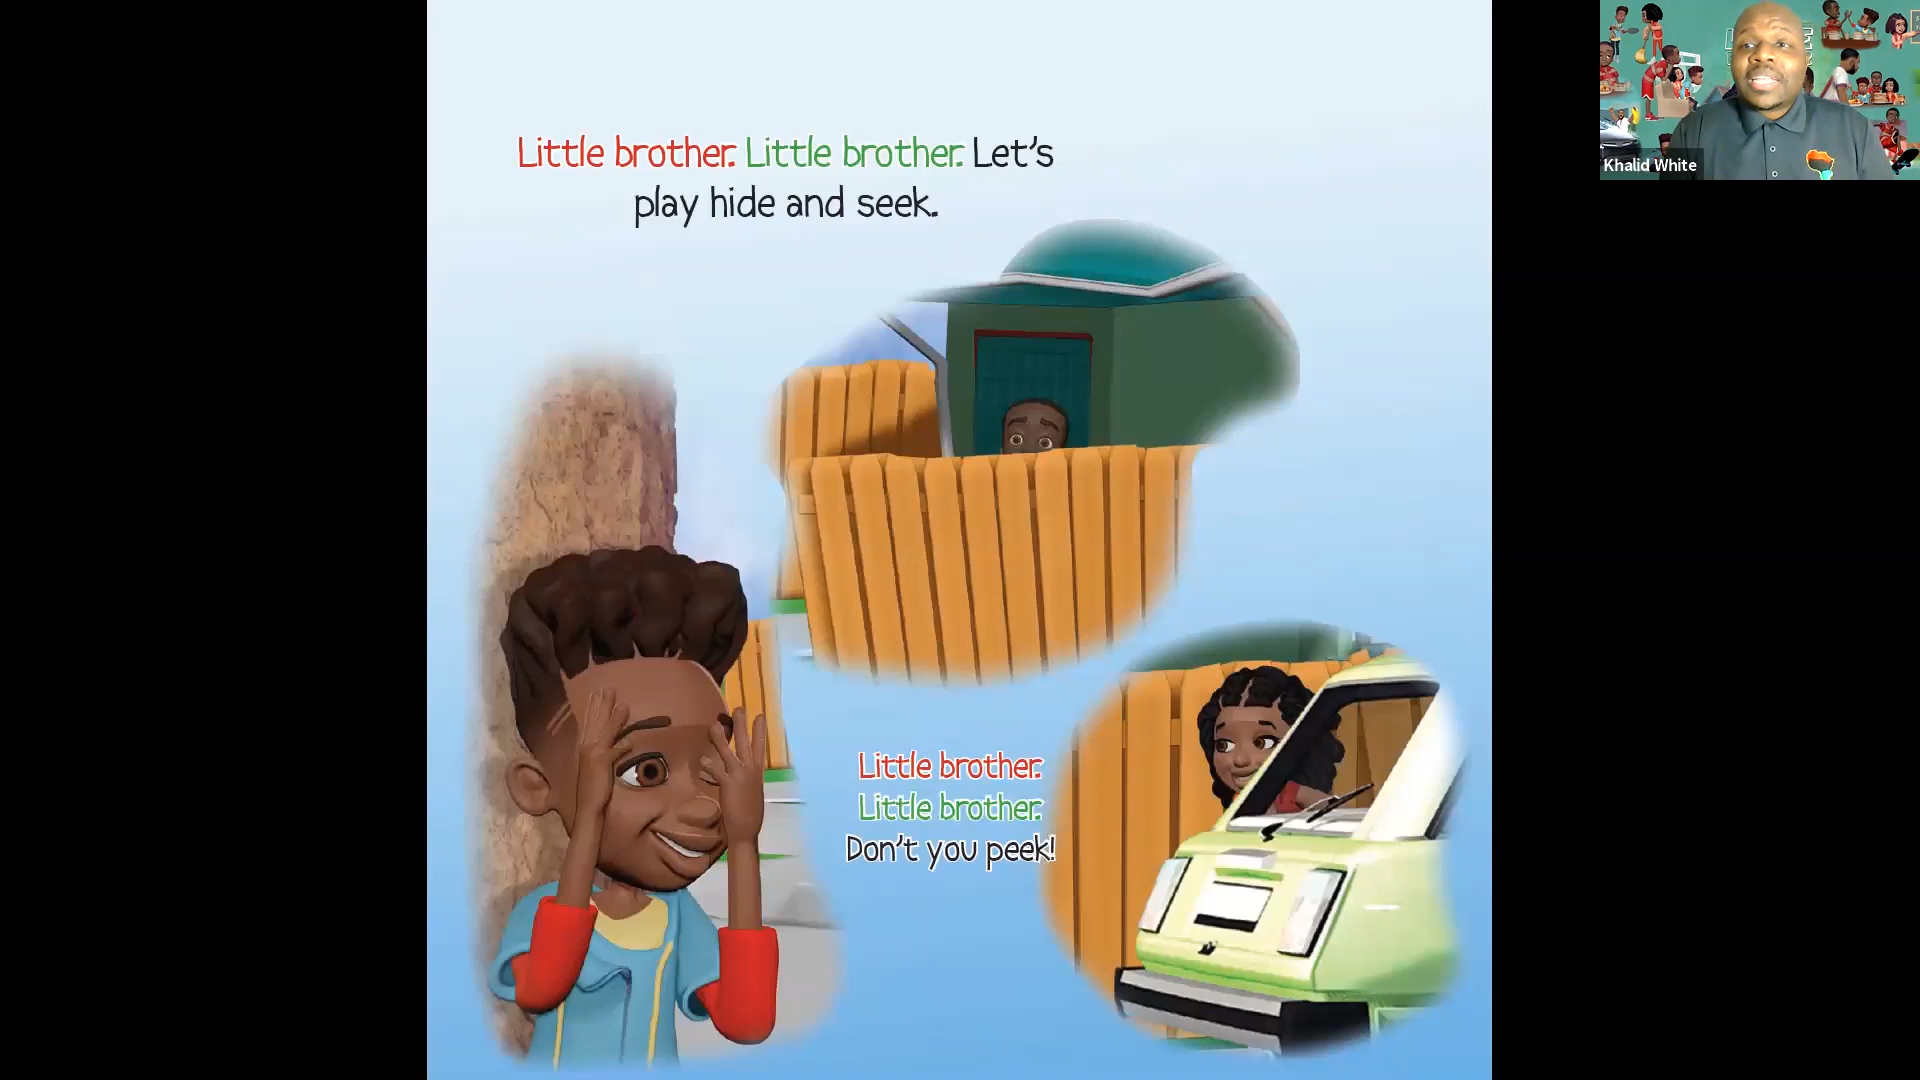 Little brother. Little brother. Let's
play hide and seek.
Little brother.
Little brother.
Don't you peek!
Khalid White